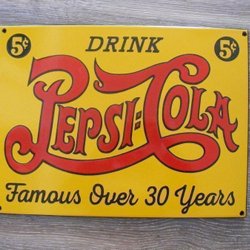 5¢ DRINK 5¢
PEPSI:COLA
Famous Over 30 Years